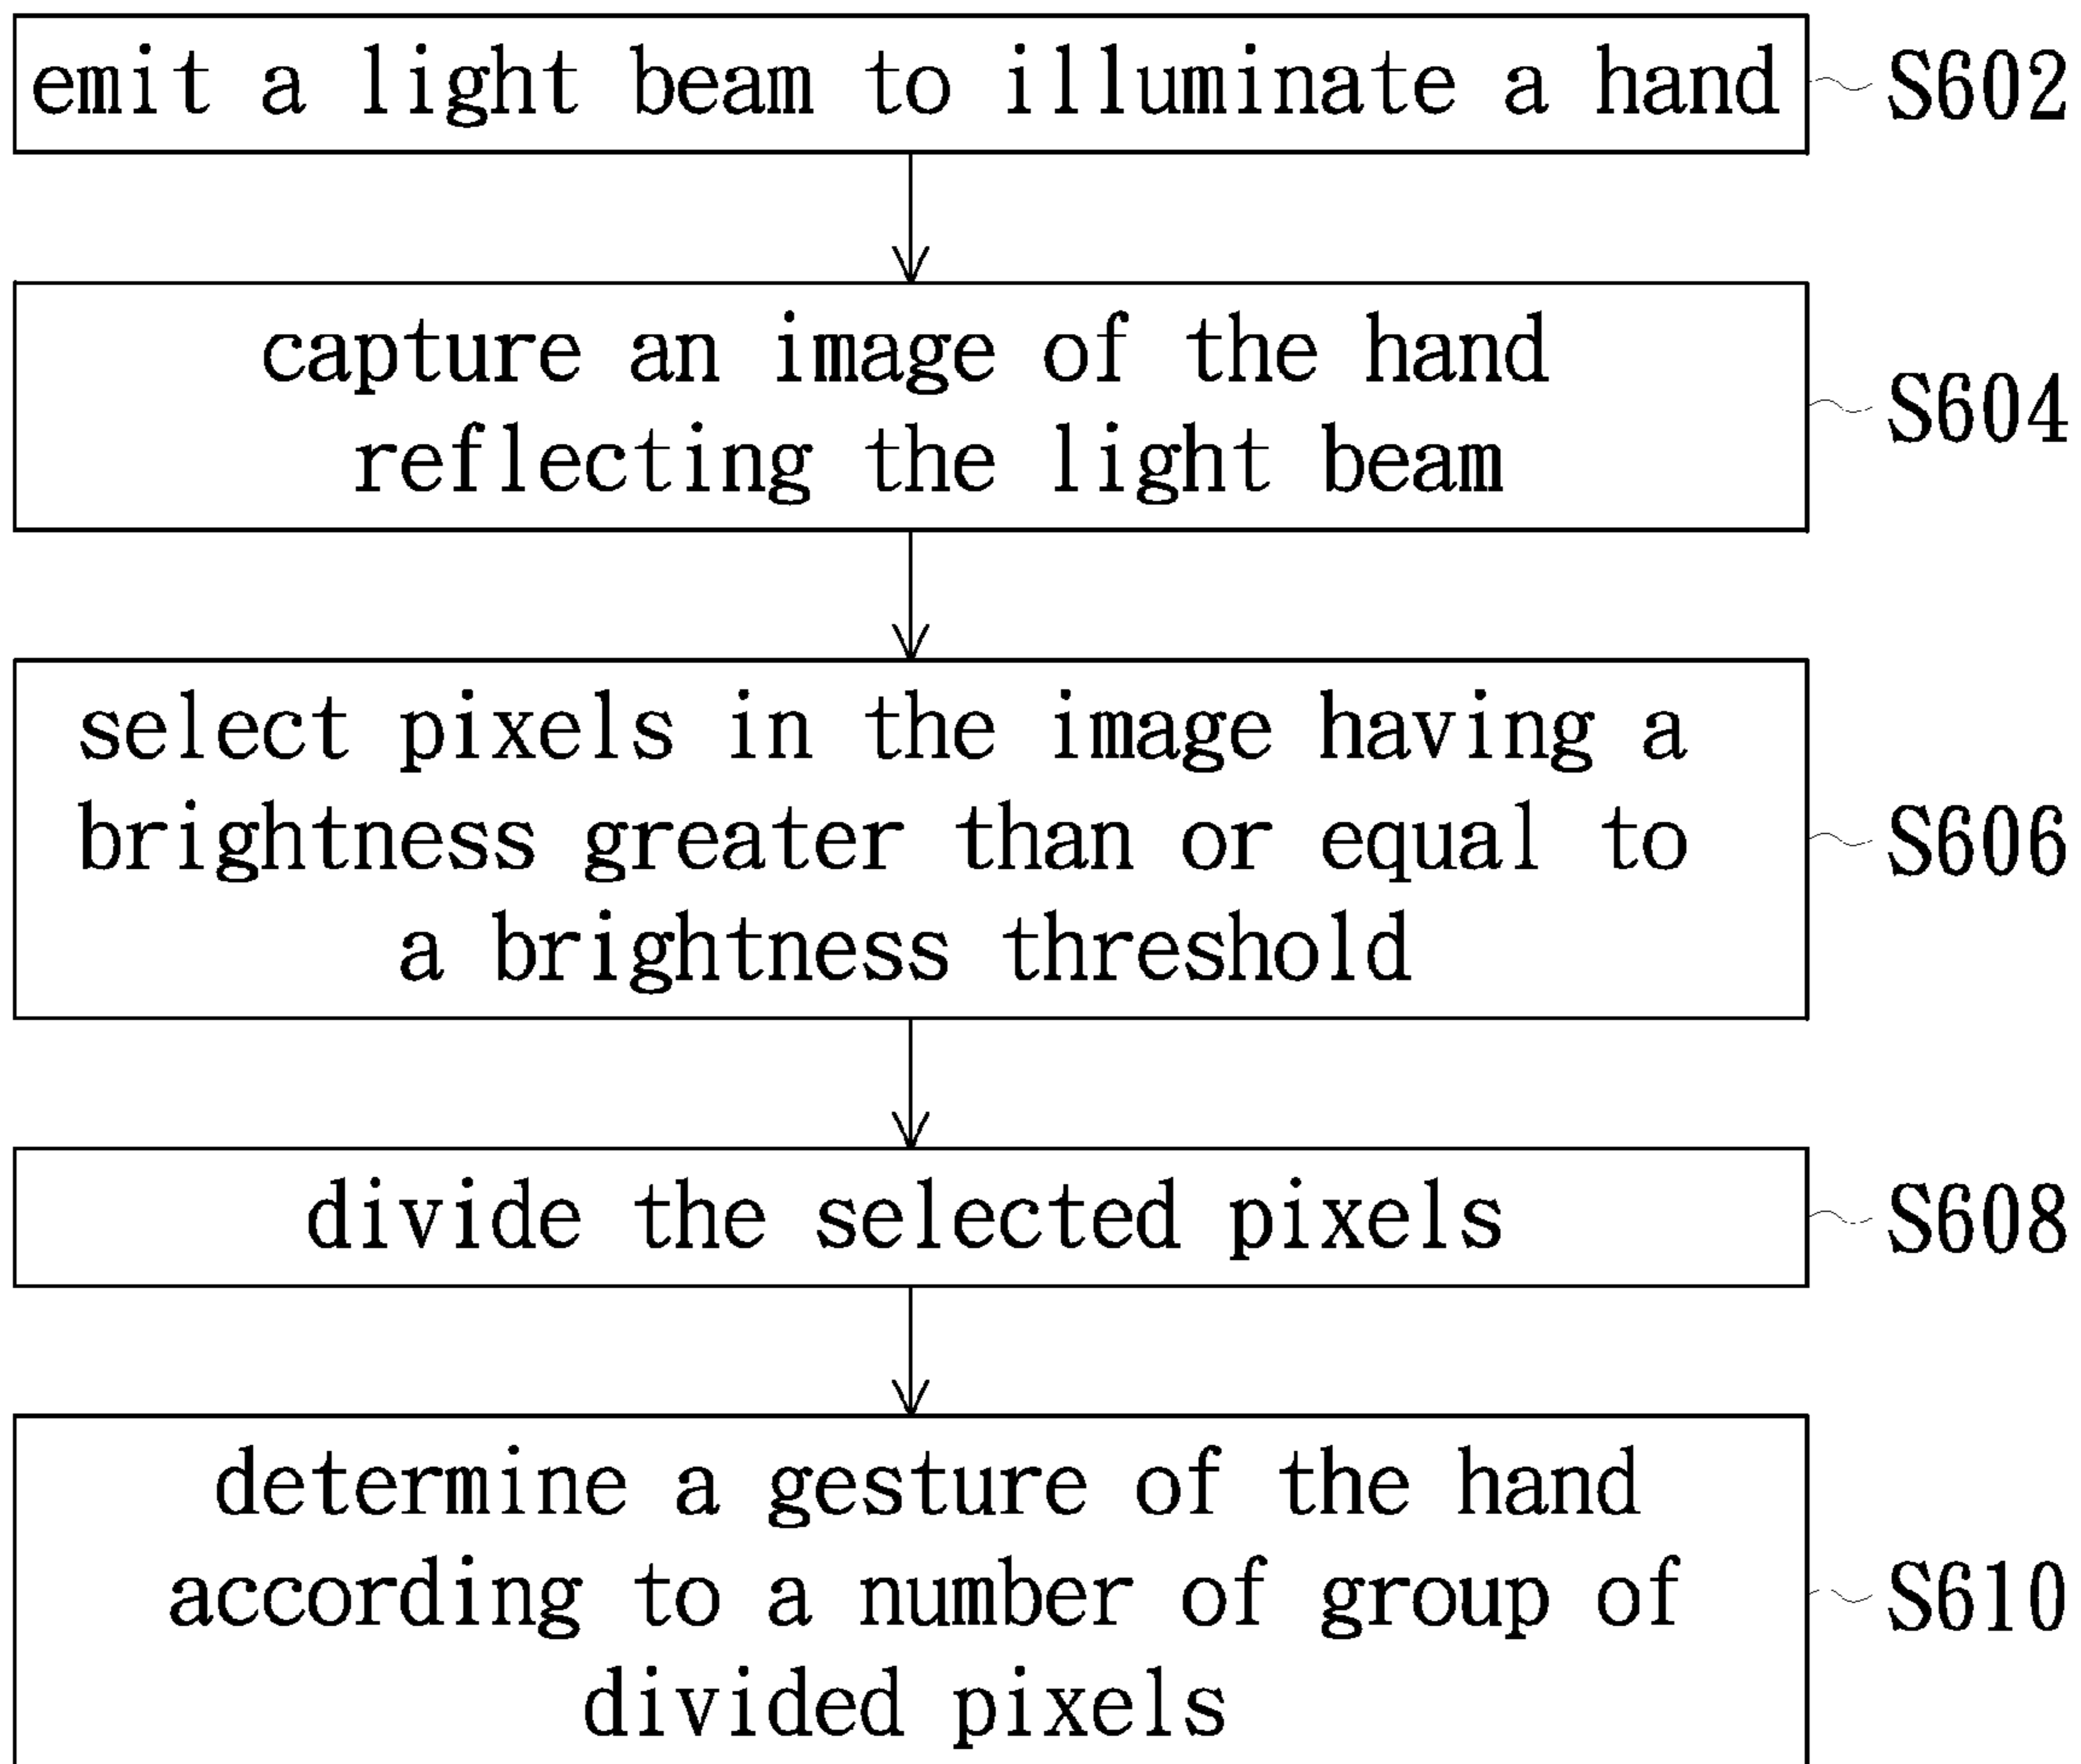 emit a light beam to illuminate a hand S602
capture an image of the hand
reflecting the light beam
S604
select pixels in the image having a
brightness greater than or equal to
a brightness threshold
S606
divide the selected pixels S608
determine a gesture of the hand
according to a number of group of
divided pixels
S610